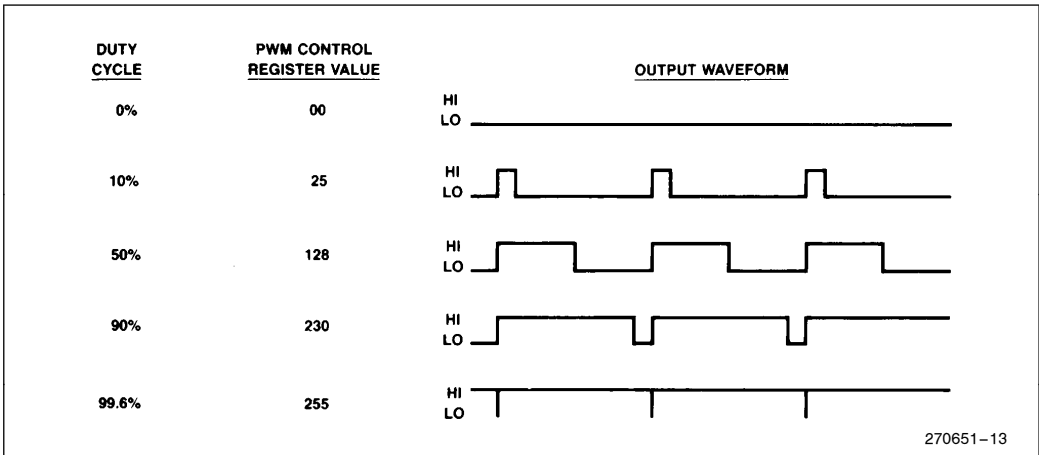 DUTY CYCLE
PWM CONTROL REGISTER VALUE
OUTPUT WAVEFORM
0% 00 HI LO
10% 25 HI LO
50% 128 HI LO
90% 230 HI LO
99.6% 255 HI LO
270651–13